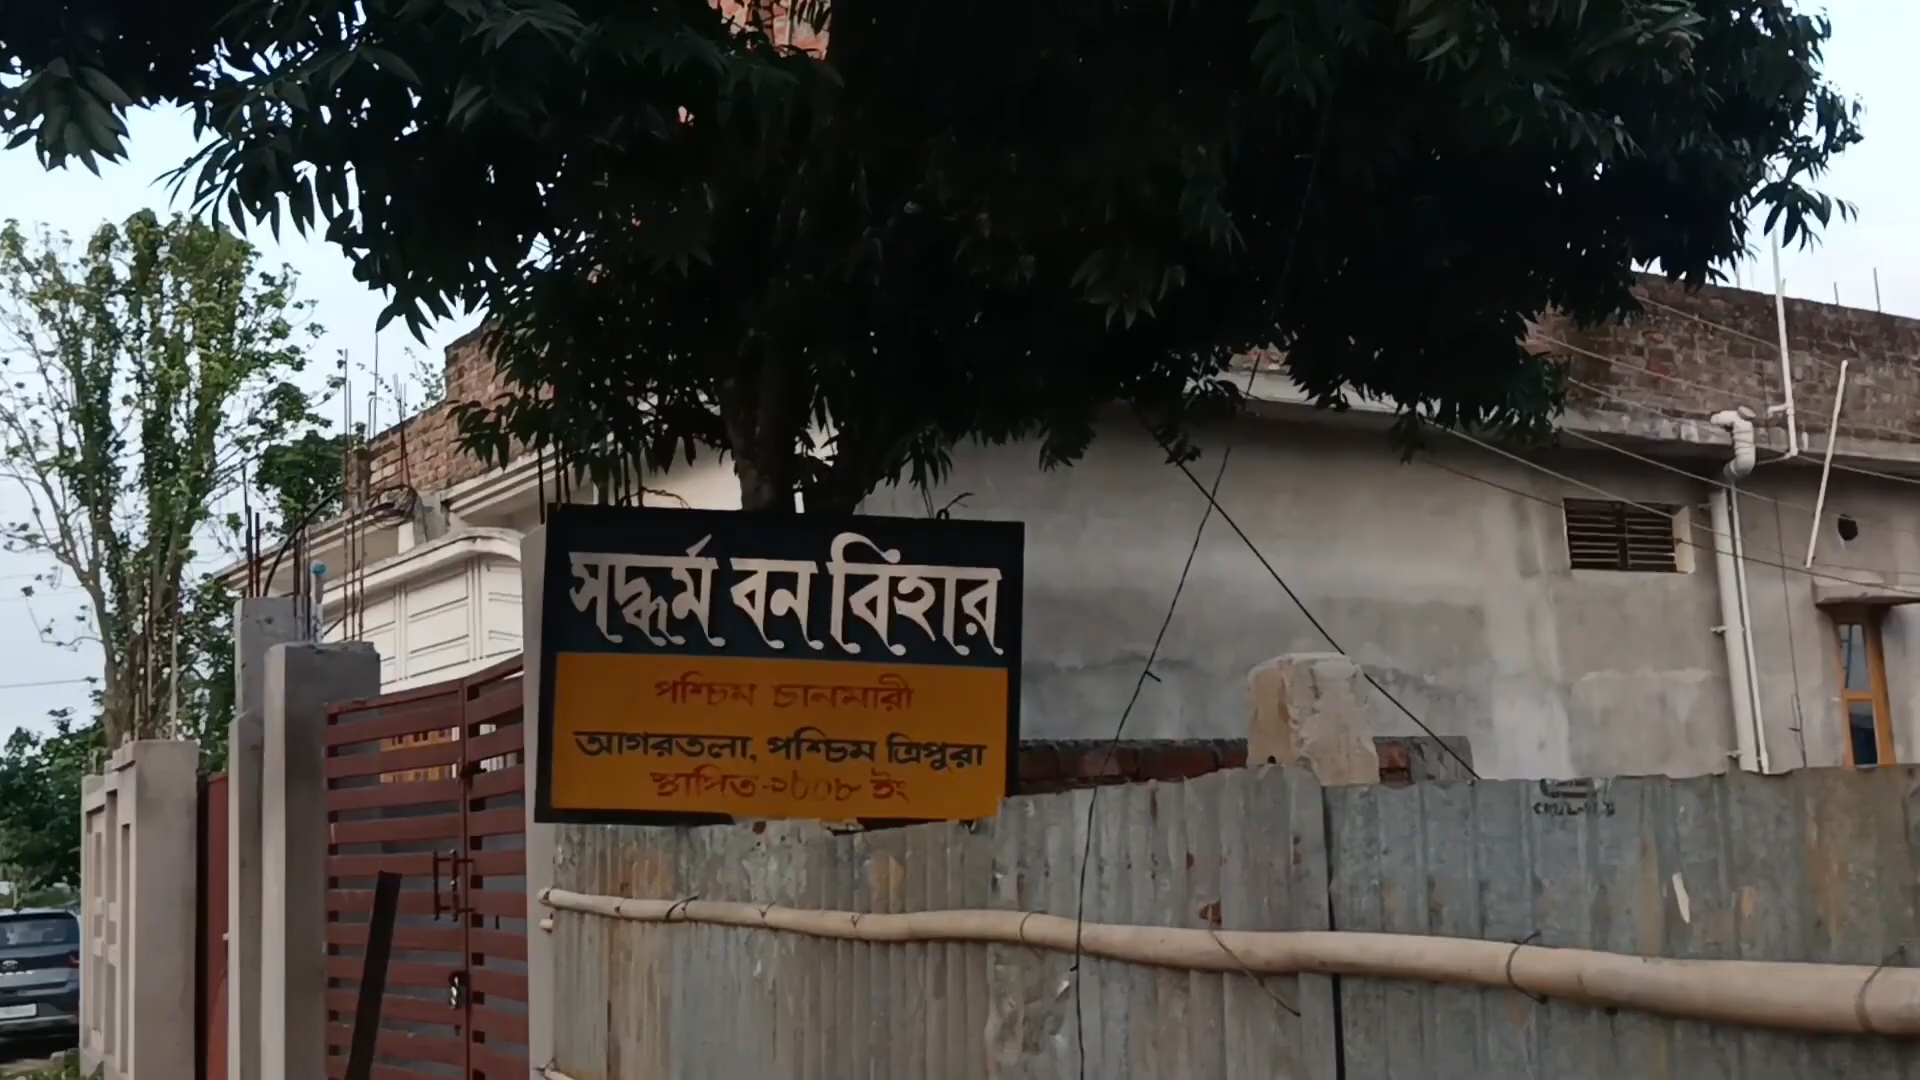 সদ্ধর্ম বন বিহার
পশ্চিম চানমারী
আগরতলা, পশ্চিম ত্রিপুরা
স্থাপিত-২০০৮ ইং